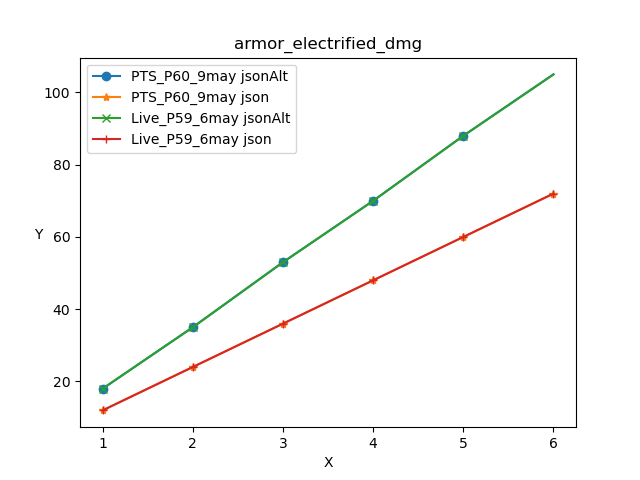 armor_electrified_dmg
PTS_P60_9may jsonAlt
PTS_P60_9may json
Live_P59_6may jsonAlt
Live_P59_6may json
100
80
60
40
20
Y
1 2 3 4 5 6
X